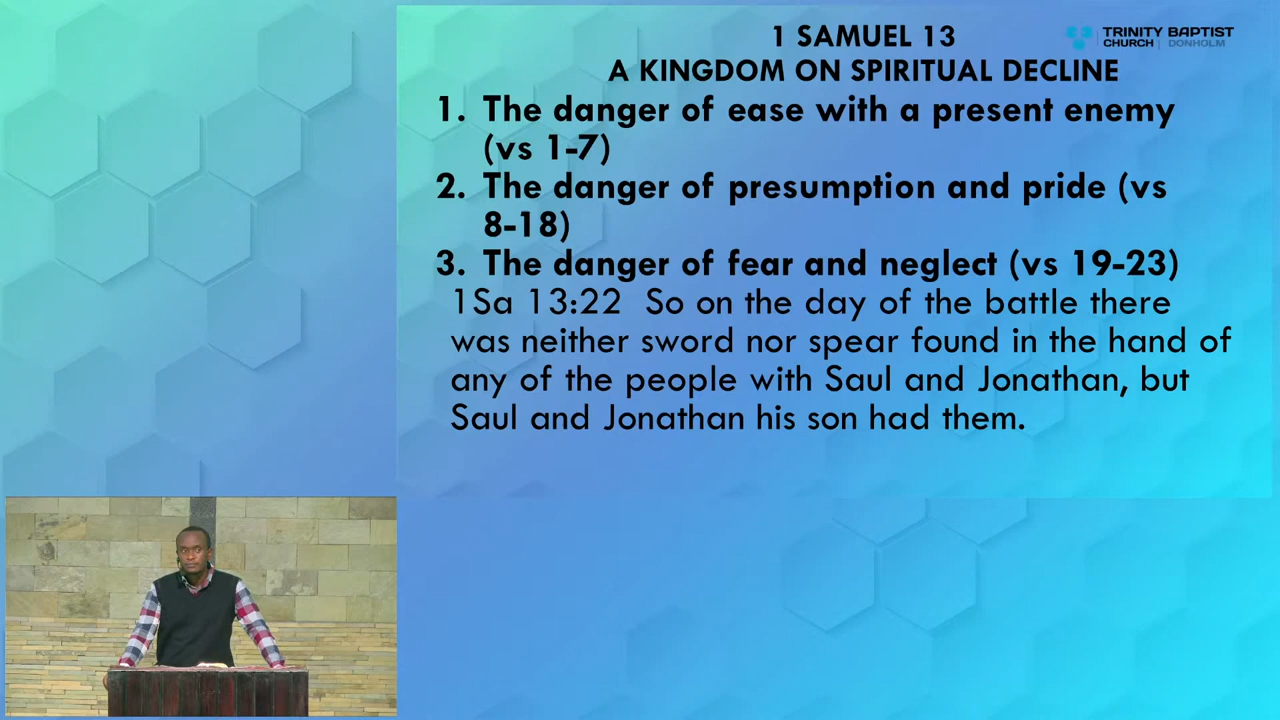 1 SAMUEL 13
TRINITY BAPTIST
CHURCH | DONHOLM
A KINGDOM ON SPIRITUAL DECLINE
1. The danger of ease with a present enemy
(vs 1-7)
2. The danger of presumption and pride (vs
8-18)
3. The danger of fear and neglect (vs 19-23)
1Sa 13:22 So on the day of the battle there
was neither sword nor spear found in the hand of
any of the people with Saul and Jonathan, but
Saul and Jonathan his son had them.